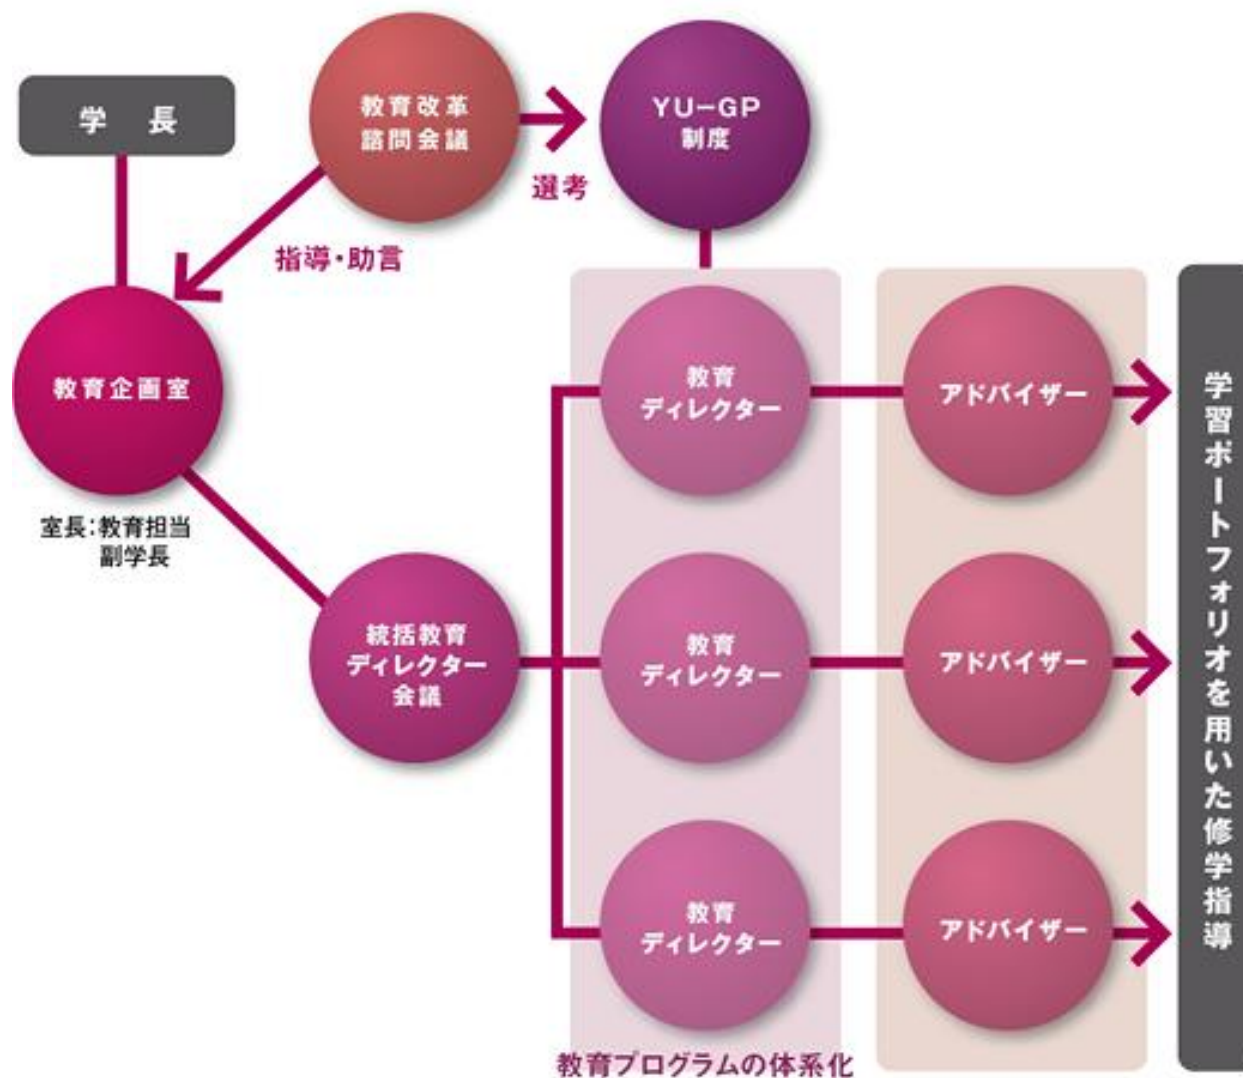 学 長
教育改革
諮問会議
選考
YU-GP
制度
指導・助言
教育企画室
室長:教育担当
副学長
統括教育
ディレクター
会議
教育
ディレクター
アドバイザー
教育
ディレクター
アドバイザー
教育
ディレクター
アドバイザー
教育プログラムの体系化
学習ポートフォリオを用いた修学指導